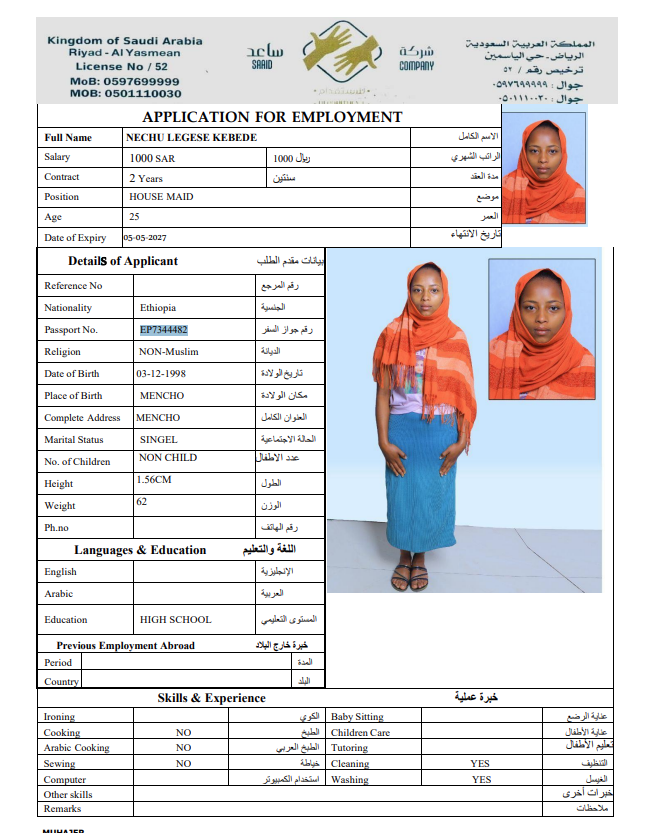 Kingdom of Saudi Arabia
Riyad - Al Yasmean
License No / 52
MoB: 0597699999
MOB: 0501110030
ساعد
SAAID
شركة
COMPANY
للاستقدام
المملكة العربية السعودية
الرياض-حي الياسمين
ترخيص رقم / ٥٢
جوال : ٠٥٩٧٦٩٩٩٩٩
جوال : ٠٥٠١١١٠٠٣٠
APPLICATION FOR EMPLOYMENT
Full Name NECHU LEGESE KEBEDE الاسم الكامل
Salary 1000 SAR 1000 ريال الراتب الشهري
Contract 2 Years سنتين مدة العقد
Position HOUSE MAID موضع
Age 25 العمر
Date of Expiry 05-05-2027 تاريخ الانتهاء
Details of Applicant بيانات مقدم الطلب
Reference No رقم المرجع
Nationality Ethiopia الجنسية
Passport No. EP7344482 رقم جواز السفر
Religion NON-Muslim الديانة
Date of Birth 03-12-1998 تاريخ الولادة
Place of Birth MENCHO مكان الولادة
Complete Address MENCHO العنوان الكامل
Marital Status SINGEL الحالة الاجتماعية
No. of Children NON CHILD عدد الاطفال
Height 1.56CM الطول
Weight 62 الوزن
Ph.no رقم الهاتف
Languages & Education اللغة والتعليم
English الإنجليزية
Arabic العربية
Education HIGH SCHOOL المستوى التعليمي
Previous Employment Abroad خبرة خارج البلاد
Period المدة
Country البلد
Skills & Experience خبرة عملية
Ironing الكوي Baby Sitting عناية الرضع
Cooking NO الطبخ Children Care عناية الأطفال
Arabic Cooking NO الطبخ العربي Tutoring تعليم الأطفال
Sewing NO خياطة Cleaning YES التنظيف
Computer استخدام الكمبيوتر Washing YES الغسيل
Other skills خبرات أخرى
Remarks ملاحظات
MUHAJER